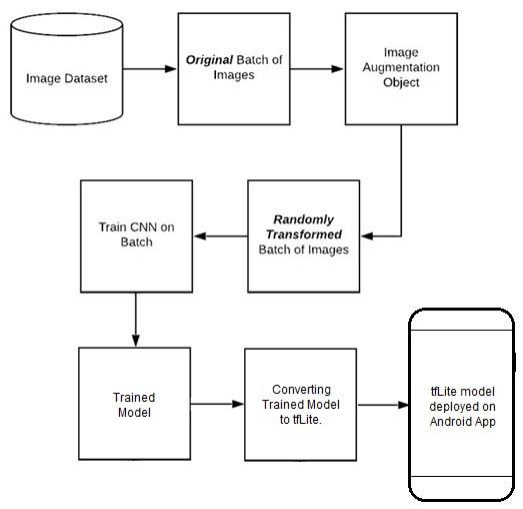 Image Dataset
Original Batch of
Images
Image
Augmentation
Object
Train CNN on
Batch
Randomly
Transformed
Batch of Images
Trained
Model
Converting
Trained Model
to tfLite.
tfLite model
deployed on
Android App